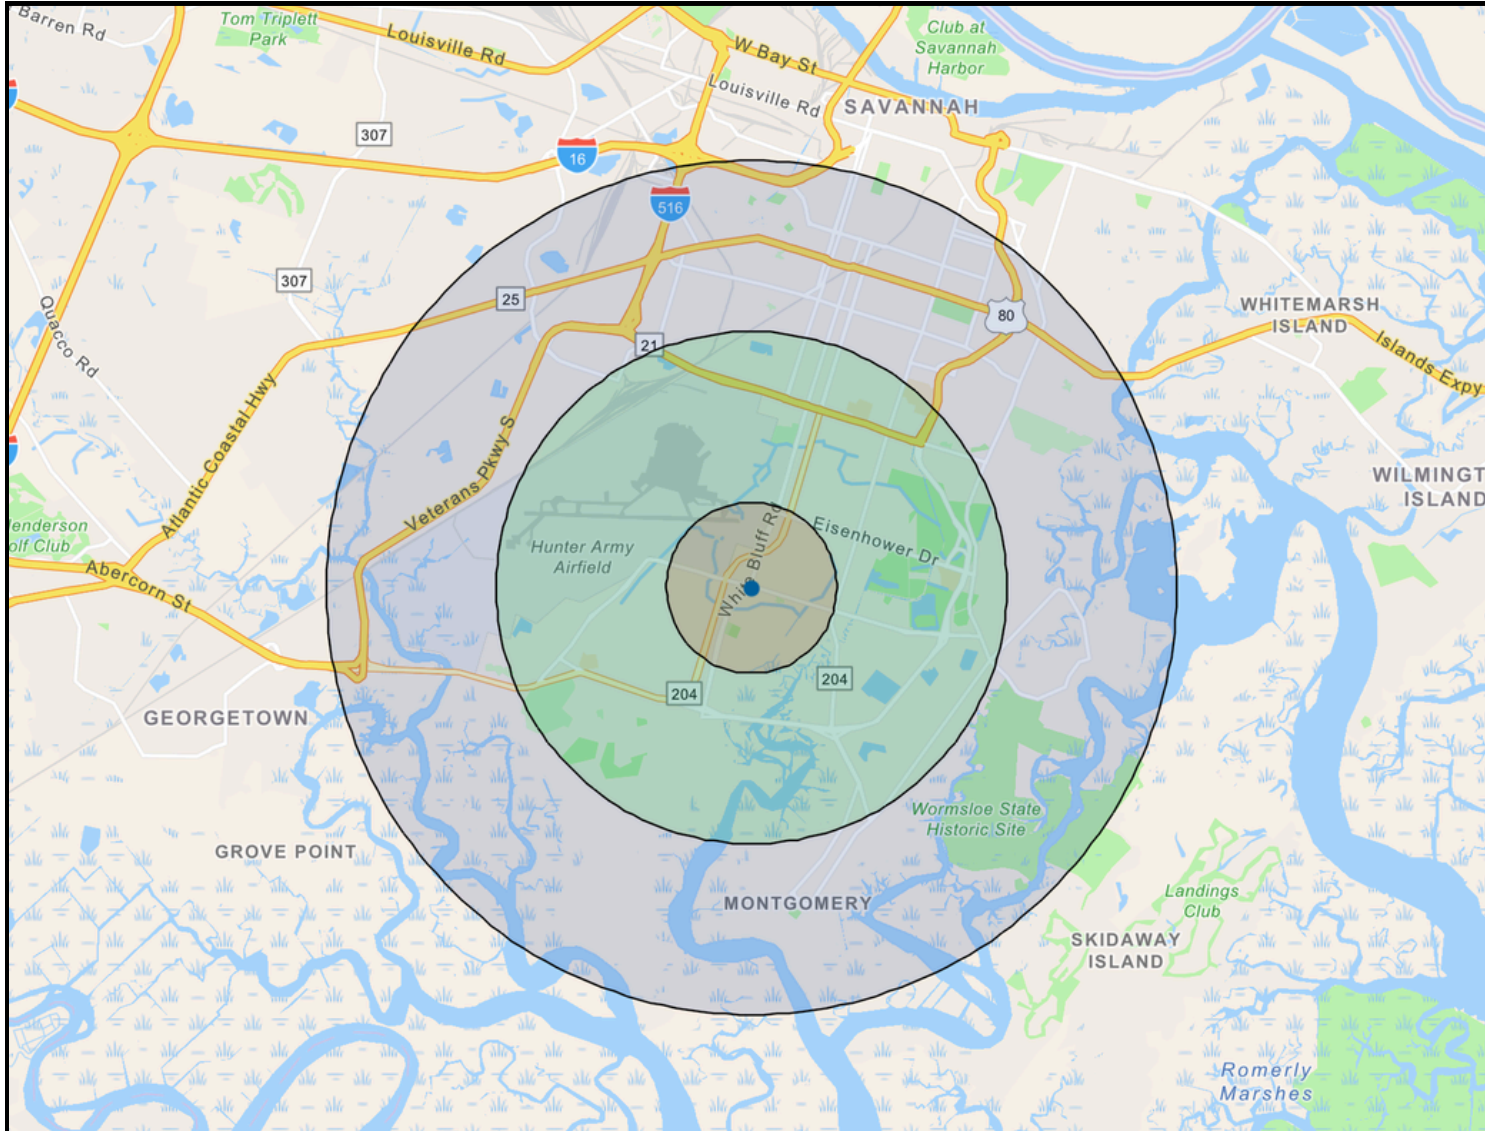 Barren Rd
Tom Triplett
Park
Louisville Rd
W Bay St
Club at
Savannah
Harbor
Louisville Rd
SAVANNAH
307
16
516
307
25
80
WHITEMARSH
ISLAND
Islands Expy
Quacco Rd
21
Atlantic Coastal Hwy
Veterans Pkwy S
WILMINGT
ISLAND
Henderson
olf Club
Abercorn St
Hunter Army
Airfield
White Bluff Rd
Eisenhower Dr
204
204
GEORGETOWN
Wormsloe State
Historic Site
GROVE POINT
MONTGOMERY
Landings
Club
SKIDAWAY
ISLAND
Romerly
Marshes